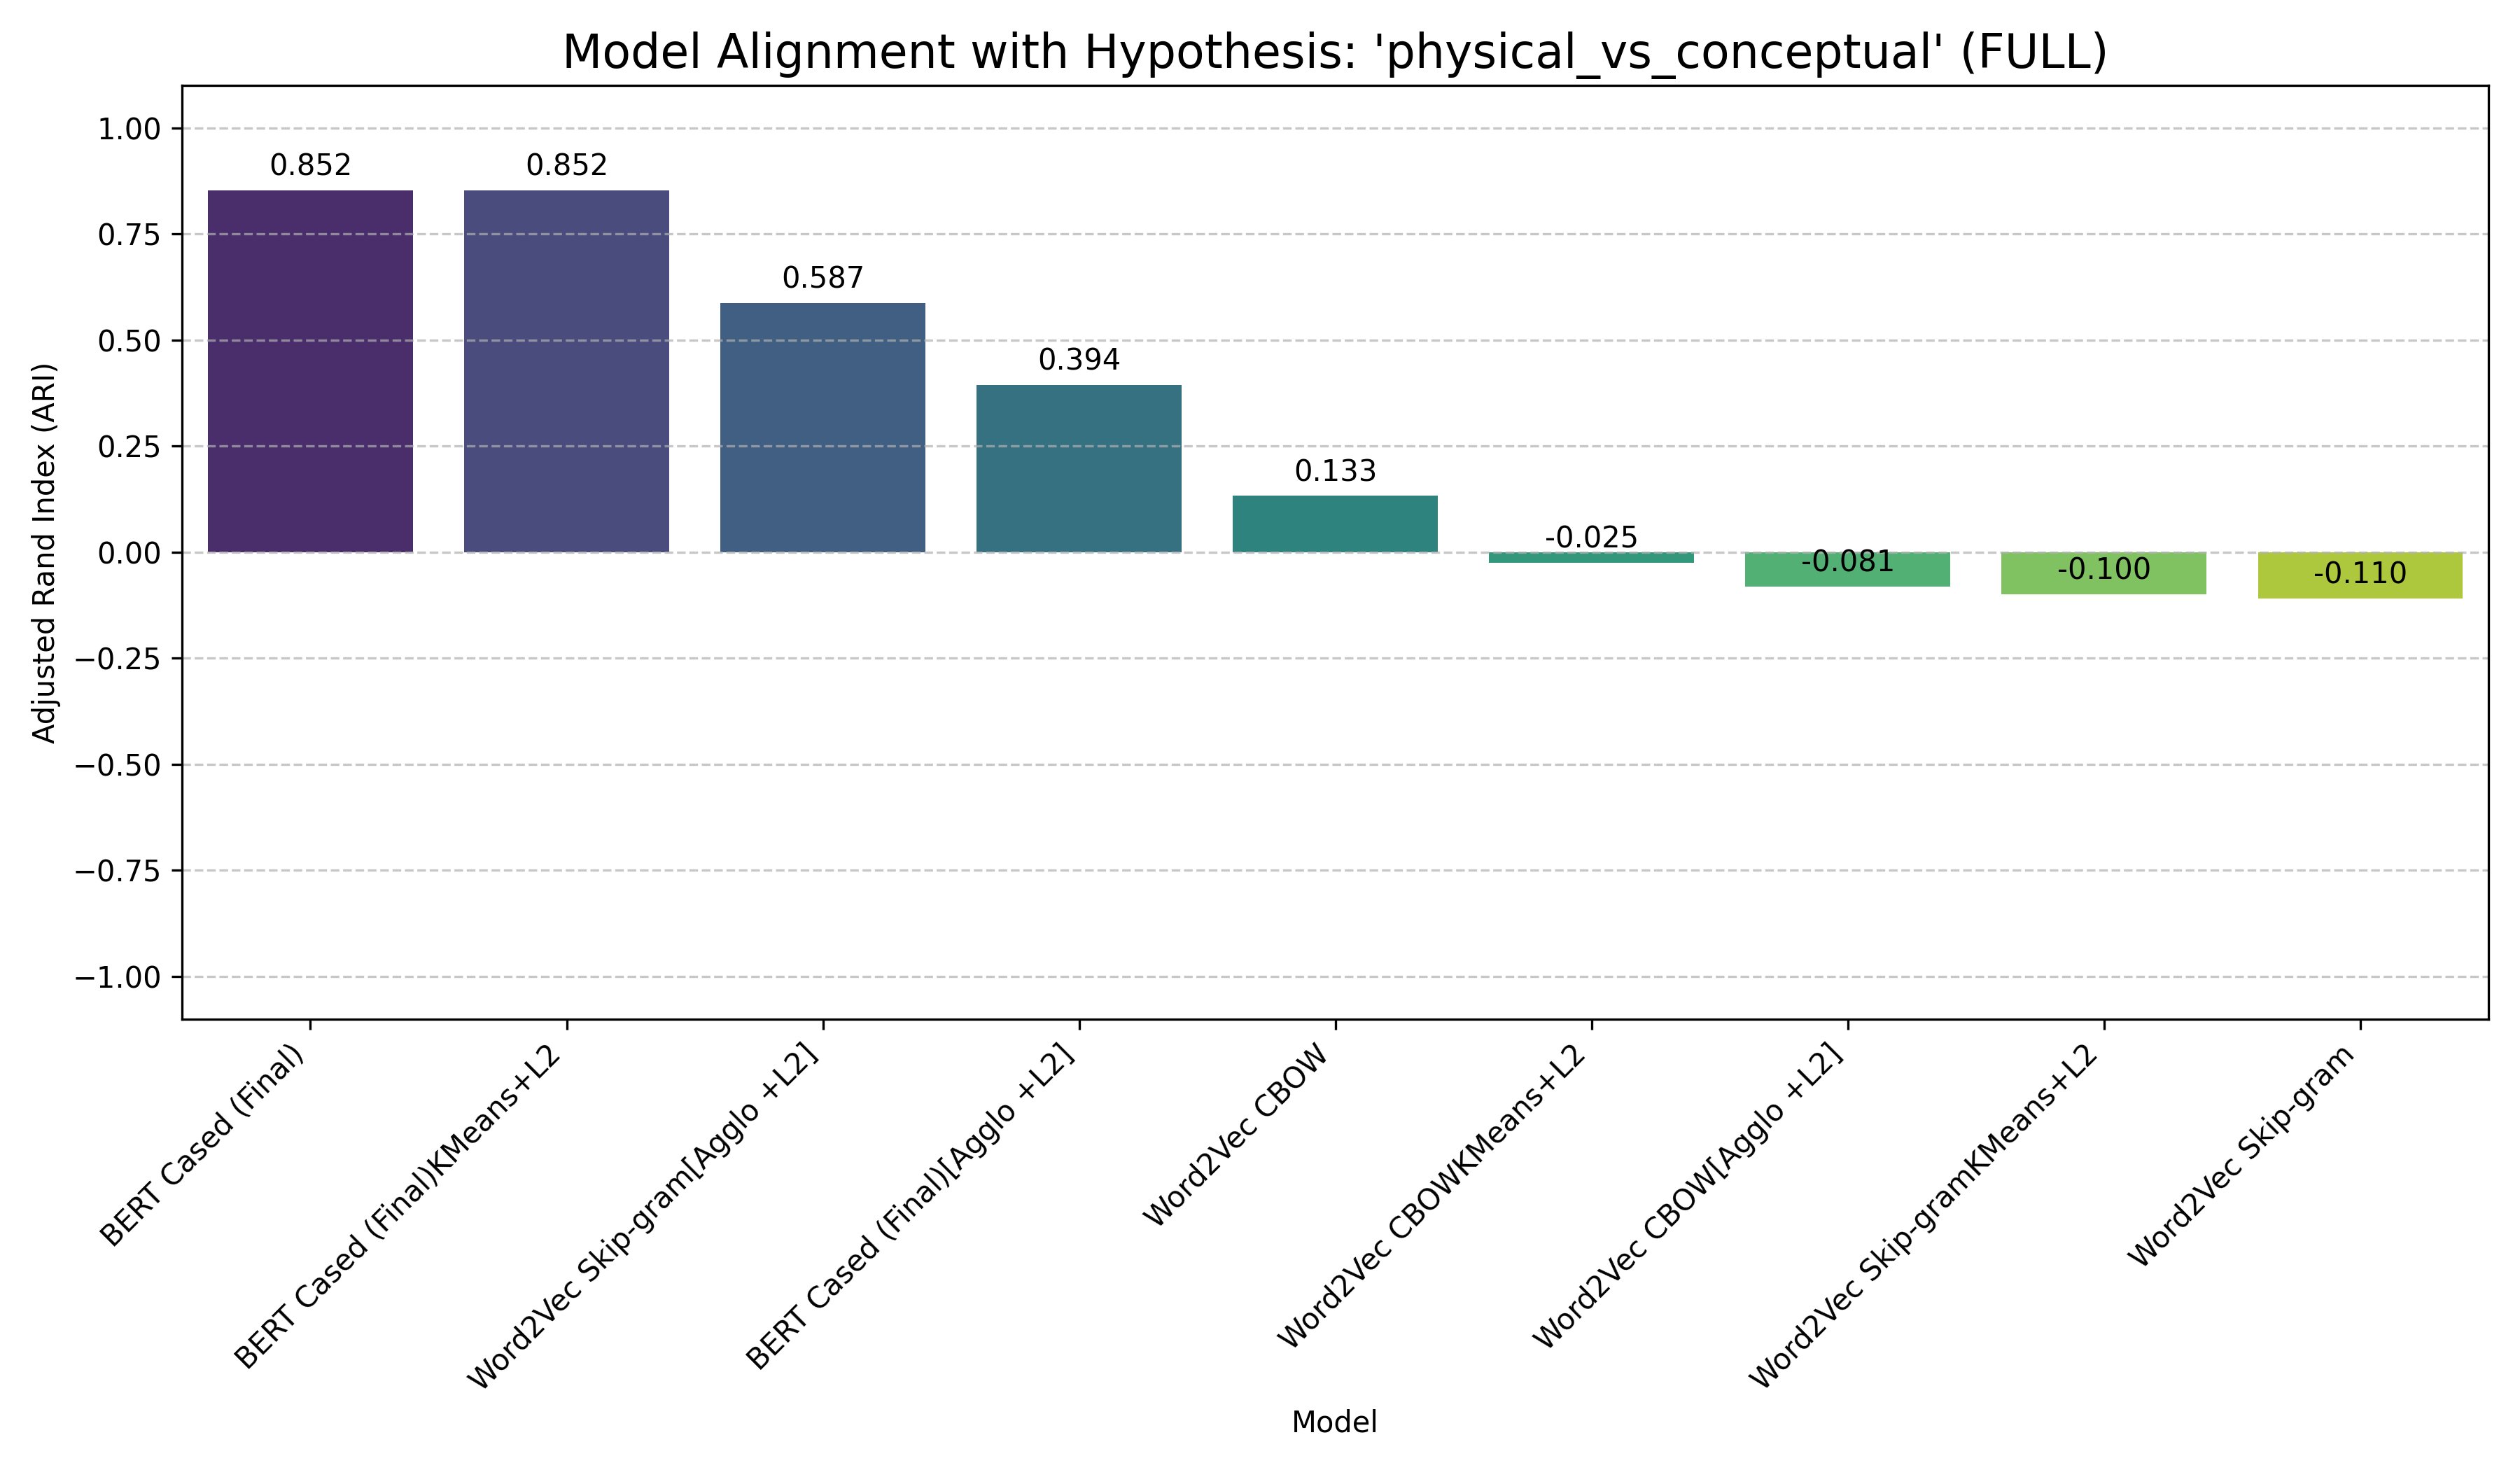 Model Alignment with Hypothesis: 'physical_vs_conceptual' (FULL)
Adjusted Rand Index (ARI)
1.00
0.75
0.50
0.25
0.00
−0.25
−0.50
−0.75
−1.00
0.852
0.852
0.587
0.394
0.133
-0.025
-0.081
-0.100
-0.110
BERT Cased (Final)
BERT Cased (Final)KMeans+L2
Word2Vec Skip-gram[Agglo +L2]
BERT Cased (Final)[Agglo +L2]
Word2Vec CBOW
Word2Vec CBOWKMeans+L2
Word2Vec CBOW[Agglo +L2]
Word2Vec Skip-gramKMeans+L2
Word2Vec Skip-gram
Model